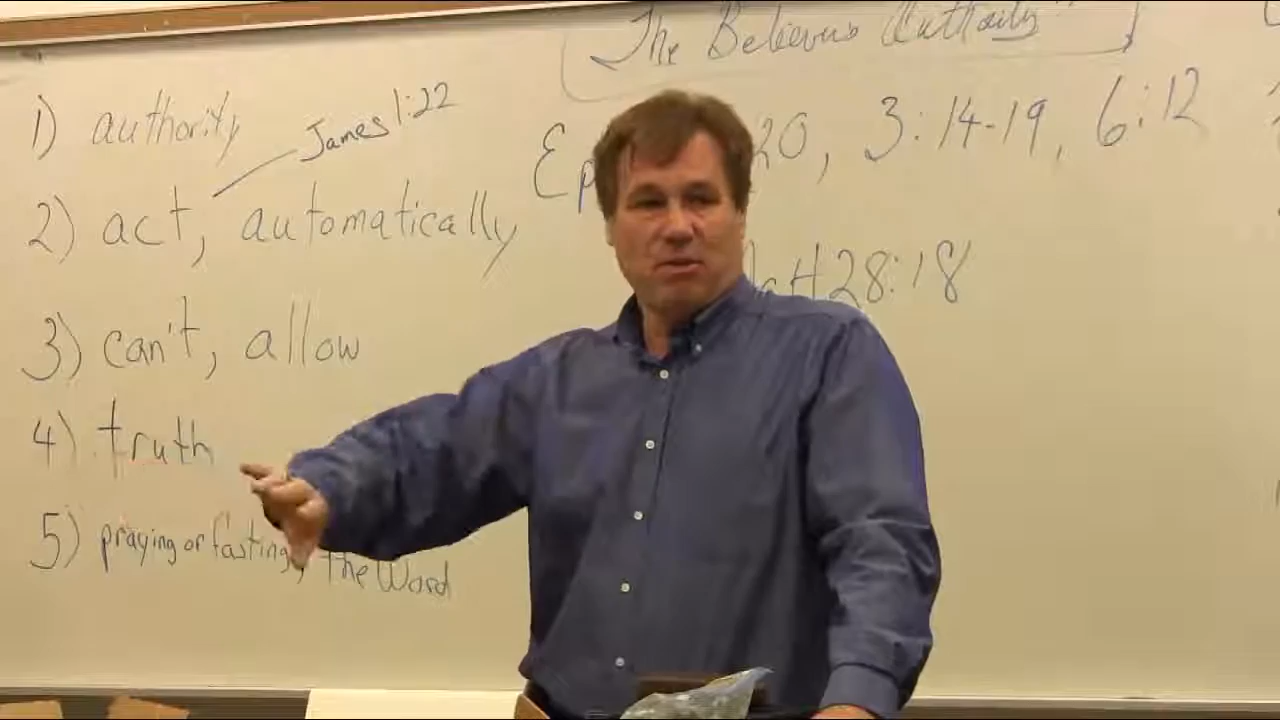 "The Believers Authority"
1) authority
James 1:22
2) act, automatically
3) can't, allow
4) truth
5) praying or fasting, the Word
Ep 20, 3:14-19, 6:12
28:18